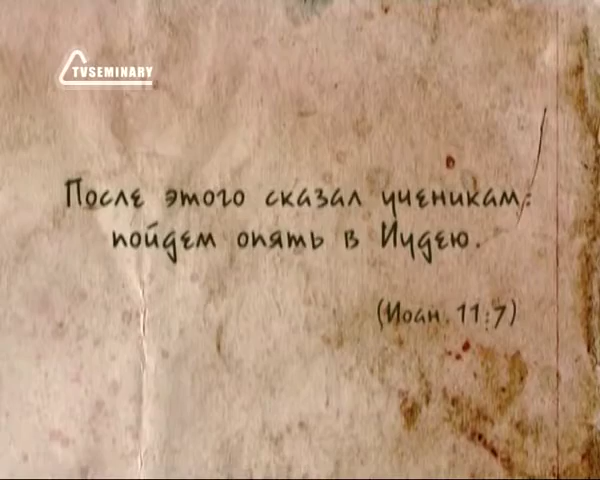 TVSEMINARY
После этого сказал ученикам:
пойдем опять в Иудею.
(Иоан. 11:7)